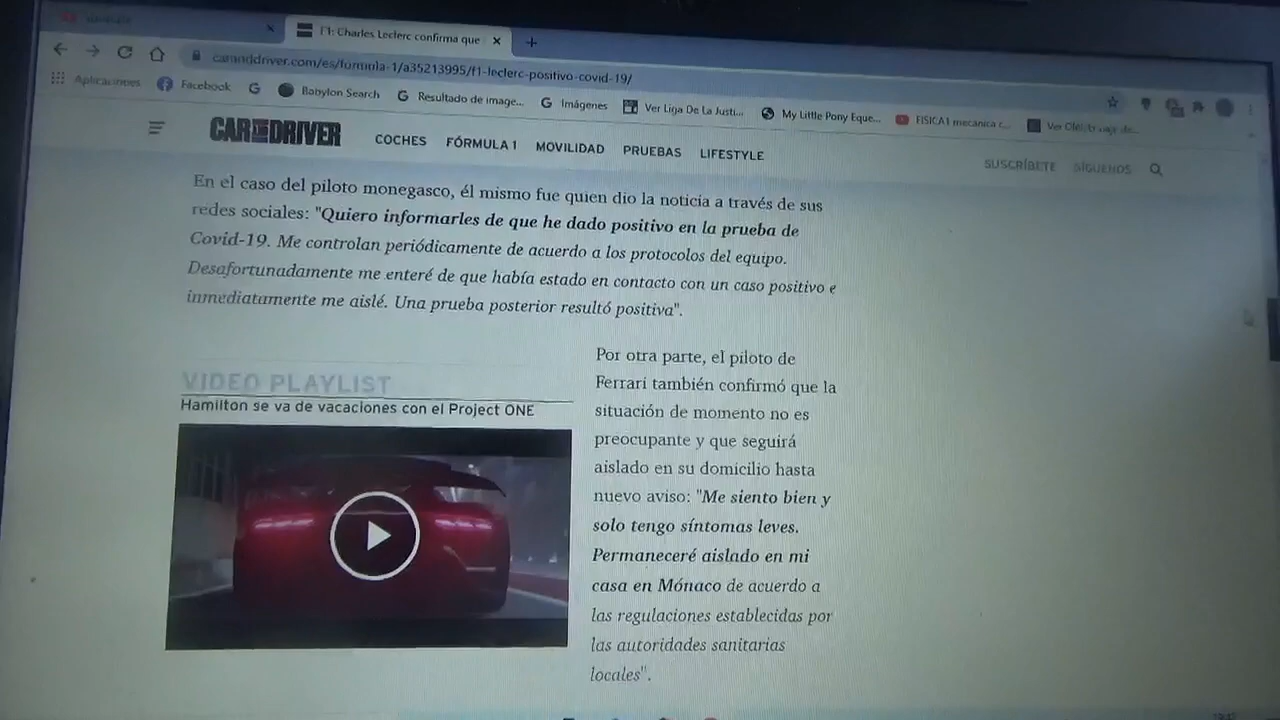 F1: Charles Leclerc confirma que
caranddriver.com/es/formula-1/a35213995/f1-leclerc-positivo-covid-19/
Aplicaciones Facebook Babylon Search Resultado de image... Imágenes Ver Liga De La Justi... My Little Pony Eque... FISICA1 mecanica c... Ver
CAR AND DRIVER COCHES FÓRMULA 1 MOVILIDAD PRUEBAS LIFESTYLE SUSCRÍBETE SÍGUENOS
En el caso del piloto monegasco, él mismo fue quien dio la noticia a través de sus
redes sociales: "Quiero informarles de que he dado positivo en la prueba de
Covid-19. Me controlan periódicamente de acuerdo a los protocolos del equipo.
Desafortunadamente me enteré de que había estado en contacto con un caso positivo e
inmediatamente me aislé. Una prueba posterior resultó positiva".
VIDEO PLAYLIST
Hamilton se va de vacaciones con el Project ONE
Por otra parte, el piloto de
Ferrari también confirmó que la
situación de momento no es
preocupante y que seguirá
aislado en su domicilio hasta
nuevo aviso: "Me siento bien y
solo tengo síntomas leves.
Permaneceré aislado en mi
casa en Mónaco de acuerdo a
las regulaciones establecidas por
las autoridades sanitarias
locales".